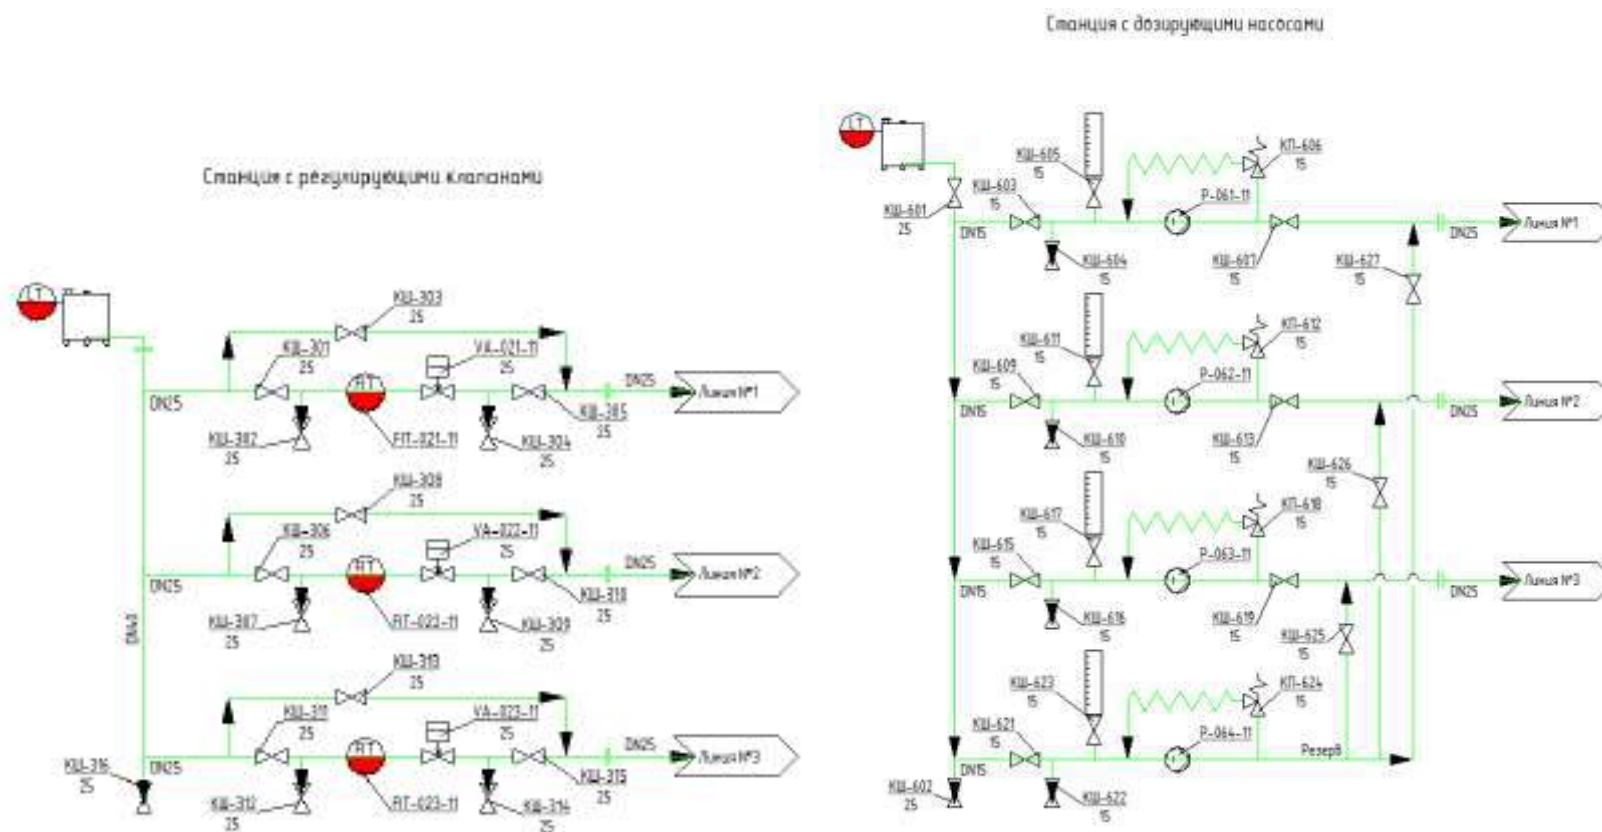 Станция с дозирующими насосами
Станция с регулирующими клапанами
LT
КШ-303
25
КШ-301
25
VA-021-11
25
DN25
FIT
DN25
Линия №1
КШ-302
25
FIT-021-11
КШ-304
25
КШ-305
25
КШ-308
25
КШ-306
25
VA-022-11
25
DN25
FIT
DN25
Линия №2
КШ-307
25
FIT-022-11
КШ-309
25
КШ-310
25
DN40
КШ-313
25
КШ-311
25
VA-023-11
25
DN25
FIT
DN25
Линия №3
КШ-316
25
КШ-312
25
FIT-023-11
КШ-314
25
КШ-315
25
LT
КШ-601
25
КШ-603
15
КШ-605
15
КП-606
15
P-061-11
DN15
DN25
Линия №1
КШ-604
15
КШ-607
15
КШ-627
15
КШ-611
15
КП-612
15
КШ-609
15
P-062-11
DN15
DN25
Линия №2
КШ-610
15
КШ-613
15
КШ-626
15
КШ-617
15
КП-618
15
КШ-615
15
P-063-11
DN15
DN25
Линия №3
КШ-616
15
КШ-619
15
КШ-625
15
КШ-623
15
КП-624
15
КШ-621
15
P-064-11
DN15
Резерв
КШ-602
25
КШ-622
15